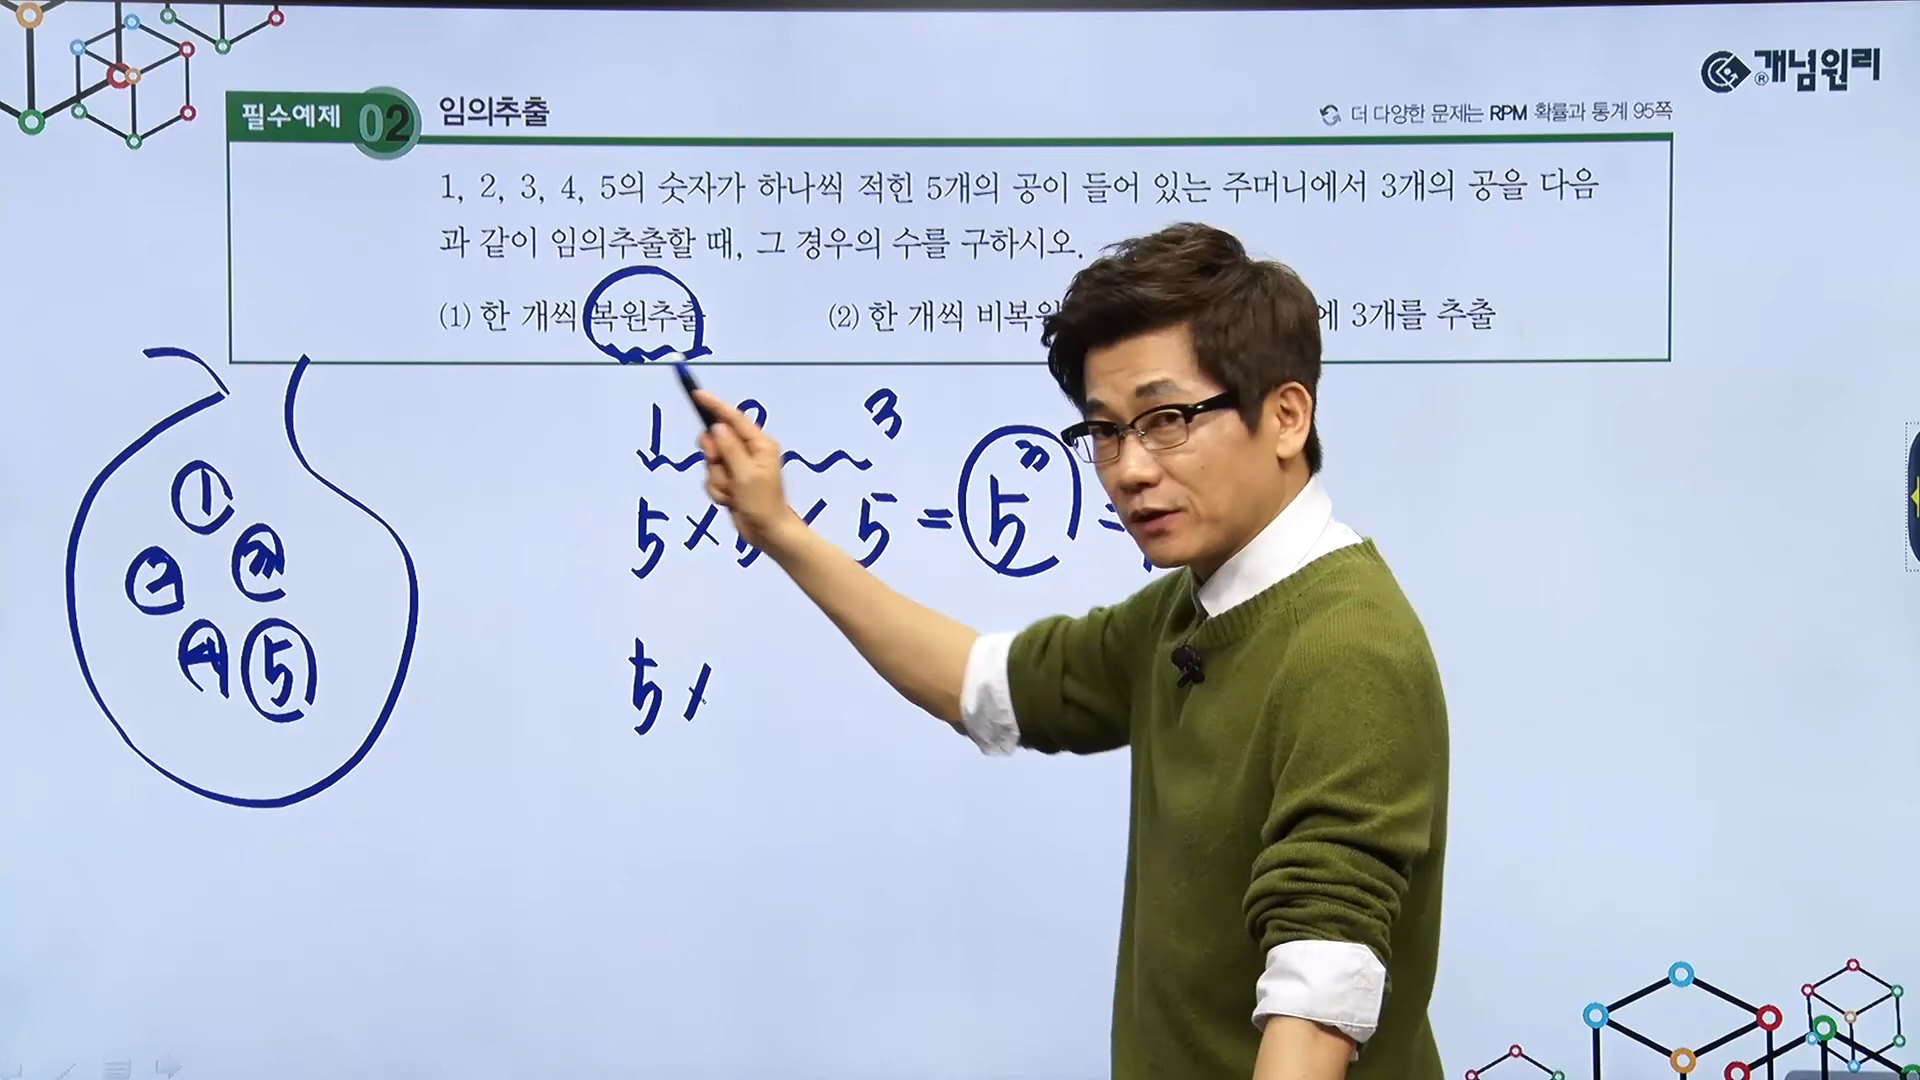 개념원리
필수예제 02 임의추출
더 다양한 문제는 RPM 확률과 통계 95쪽
1, 2, 3, 4, 5의 숫자가 하나씩 적힌 5개의 공이 들어 있는 주머니에서 3개의 공을 다음
과 같이 임의추출할 때, 그 경우의 수를 구하시오.
(1) 한 개씩 복원추출 (2) 한 개씩 비복원 에 3개를 추출
1 2 3
5 × 5 × 5 = 5³ =
5 ×
1
2 3
4 5